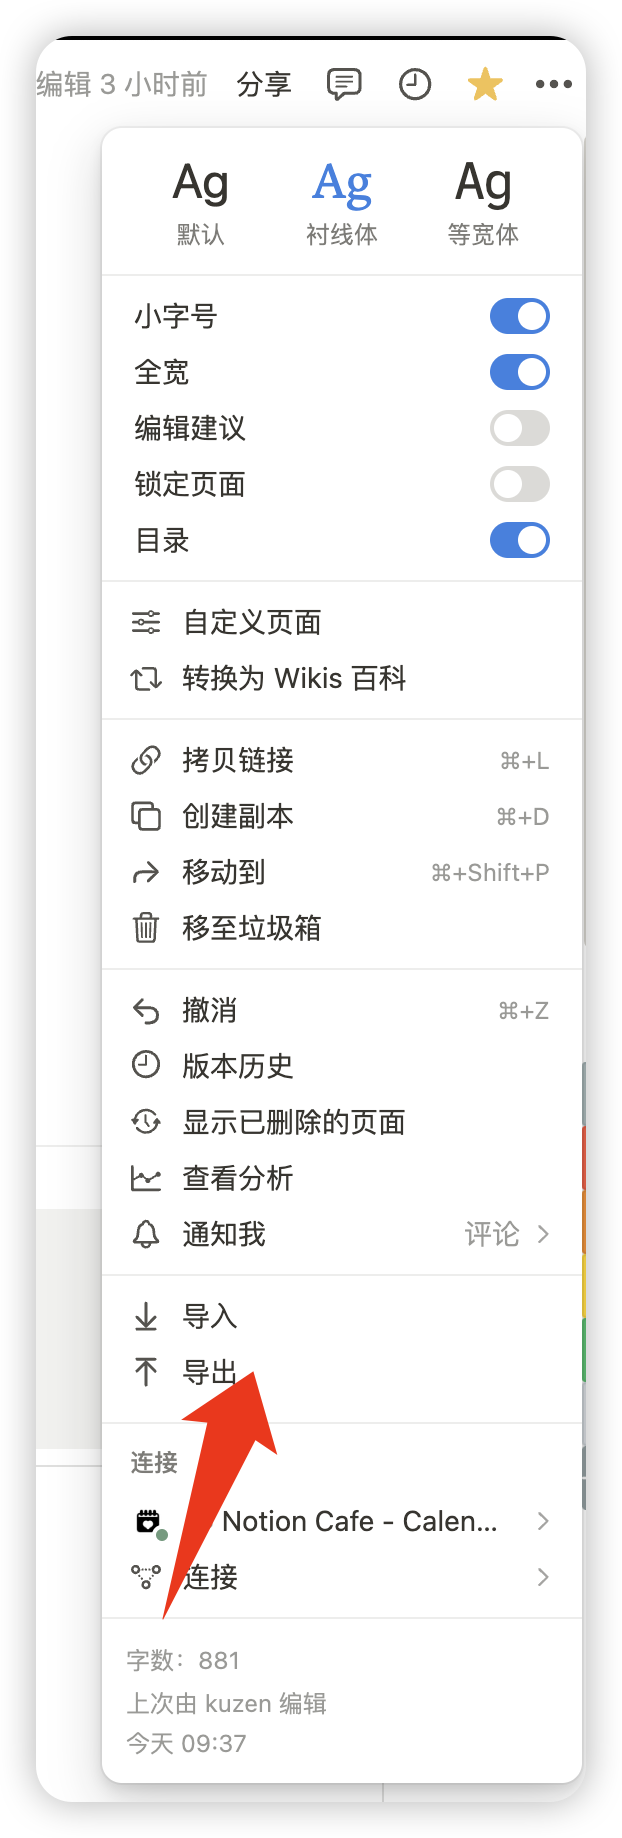 编辑 3 小时前 分享
Ag Ag Ag
默认 衬线体 等宽体
小字号
全宽
编辑建议
锁定页面
目录
自定义页面
转换为 Wikis 百科
拷贝链接 ⌘+L
创建副本 ⌘+D
移动到 ⌘+Shift+P
移至垃圾箱
撤消 ⌘+Z
版本历史
显示已删除的页面
查看分析
通知我 评论
导入
导出
连接
Notion Cafe - Calen...
连接
字数：881
上次由 kuzen 编辑
今天 09:37